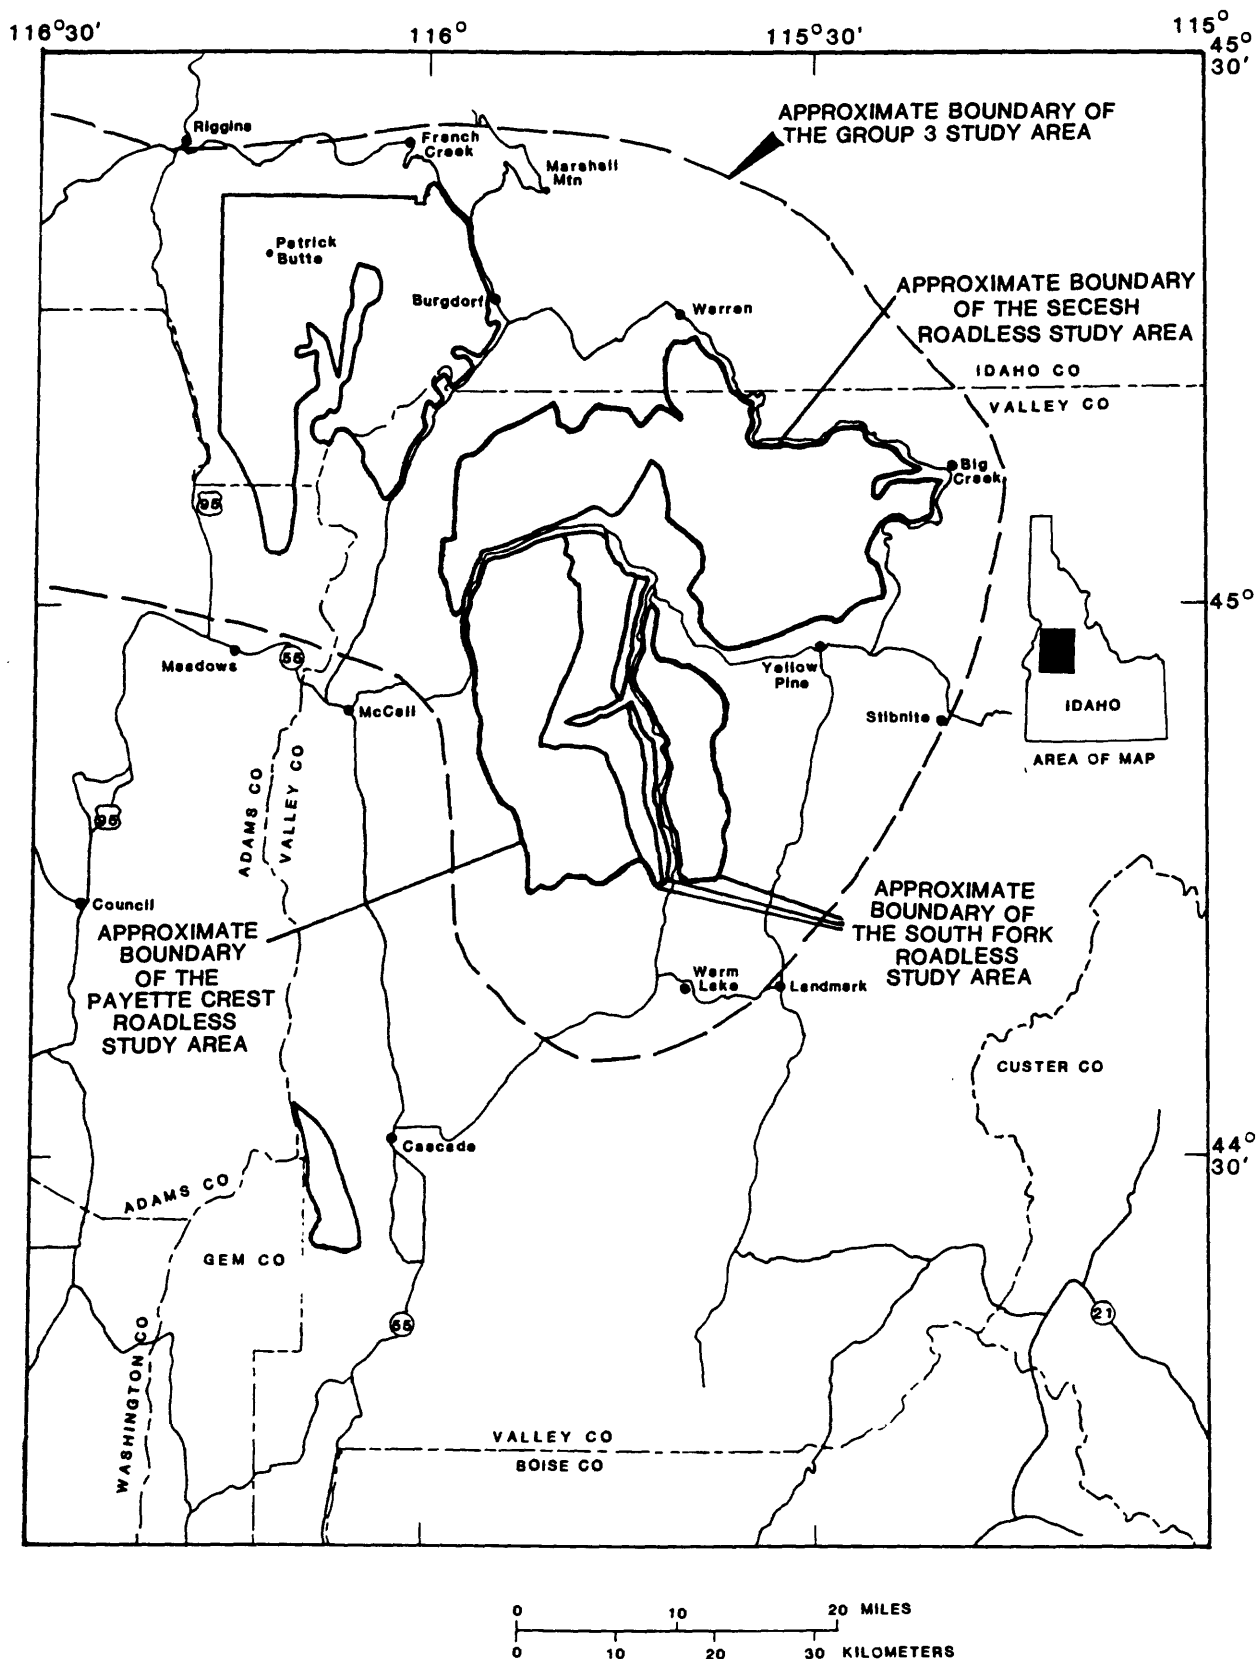 116°30'
116°
115°30'
115°
45°
30'
APPROXIMATE BOUNDARY OF
THE GROUP 3 STUDY AREA
Riggins
French
Creek
Marshall
Mtn
Patrick
Butte
Burgdorf
Warren
APPROXIMATE BOUNDARY
OF THE SECESH
ROADLESS STUDY AREA
IDAHO CO
VALLEY CO
Big
Creek
95
45°
Meadows
55
McCall
Yellow
Pine
Stibnite
IDAHO
AREA OF MAP
ADAMS CO
VALLEY CO
95
Council
APPROXIMATE
BOUNDARY
OF THE
PAYETTE CREST
ROADLESS
STUDY AREA
APPROXIMATE
BOUNDARY OF
THE SOUTH FORK
ROADLESS
STUDY AREA
Warm
Lake
Landmark
CUSTER CO
Cascade
44°
30'
ADAMS CO
GEM CO
55
21
WASHINGTON CO
VALLEY CO
BOISE CO
0 10 20 MILES
0 10 20 30 KILOMETERS